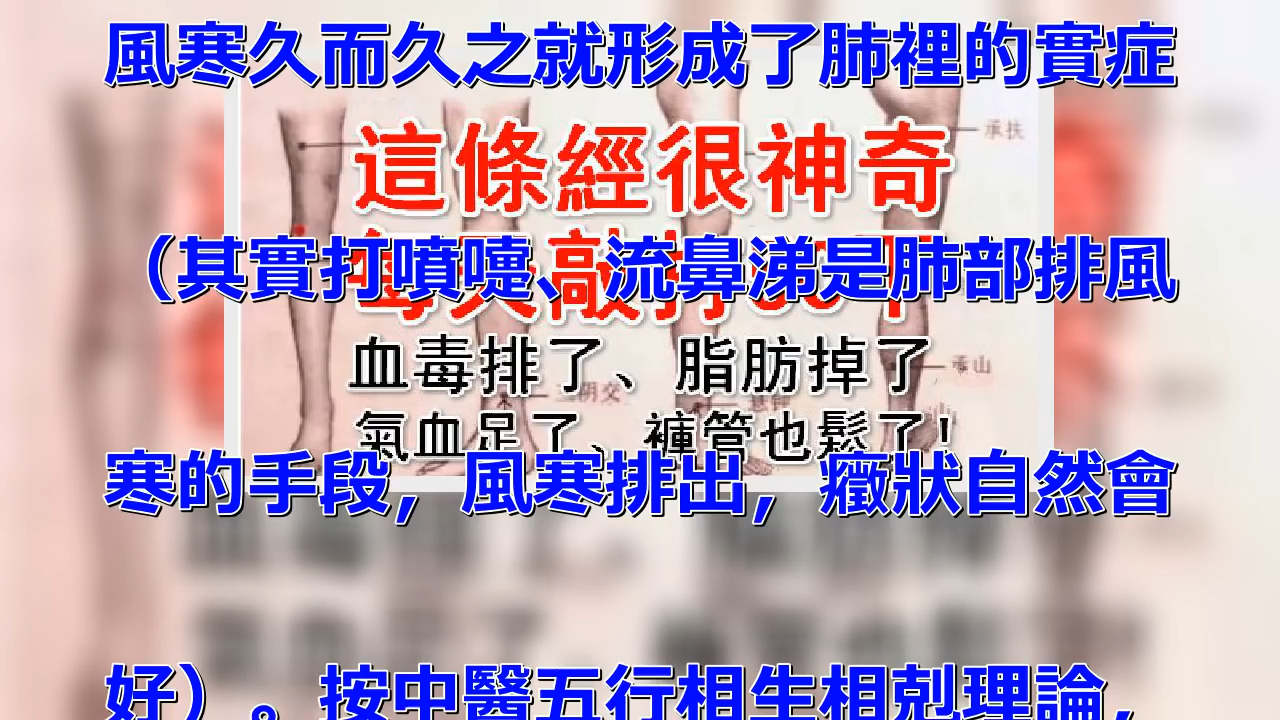 風寒久而久之就形成了肺裡的實症
承扶
這條經很神奇
（其實打噴嚏、流鼻涕是肺部排風
血毒排了、脂肪掉了
承山
氣血足了、褲管也鬆了!
寒的手段，風寒排出，癥狀自然會
好）。按中醫五行相生相剋理論，